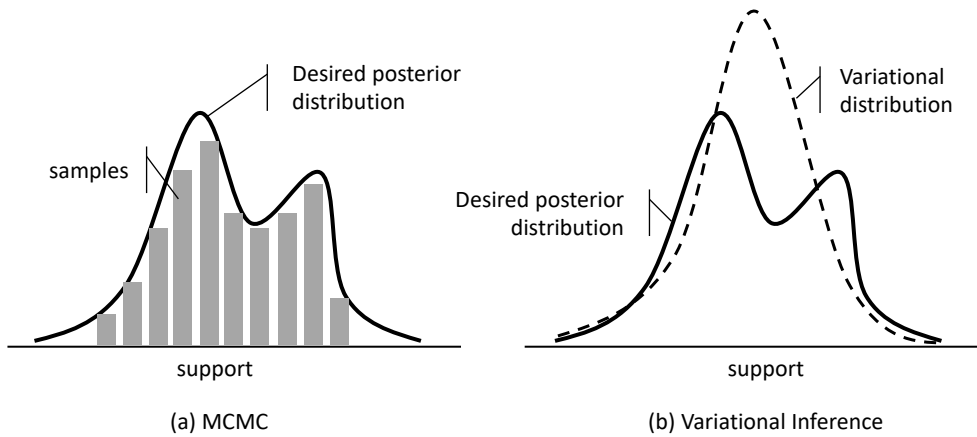 Desired posterior
distribution
samples
support
(a) MCMC
Variational
distribution
Desired posterior
distribution
support
(b) Variational Inference